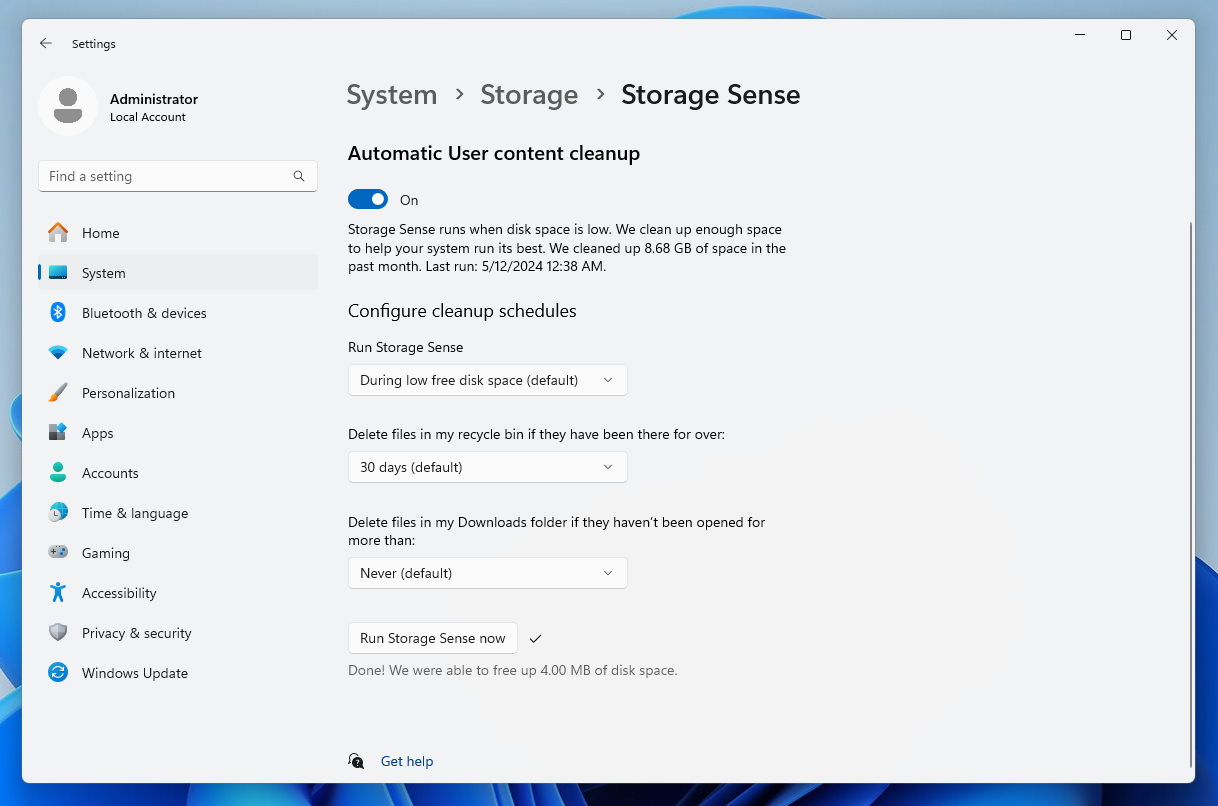 Settings
Administrator
Local Account
Find a setting
Home
System
Bluetooth & devices
Network & internet
Personalization
Apps
Accounts
Time & language
Gaming
Accessibility
Privacy & security
Windows Update
System › Storage › Storage Sense
Automatic User content cleanup
On
Storage Sense runs when disk space is low. We clean up enough space
to help your system run its best. We cleaned up 8.68 GB of space in the
past month. Last run: 5/12/2024 12:38 AM.
Configure cleanup schedules
Run Storage Sense
During low free disk space (default)
Delete files in my recycle bin if they have been there for over:
30 days (default)
Delete files in my Downloads folder if they haven’t been opened for
more than:
Never (default)
Run Storage Sense now
Done! We were able to free up 4.00 MB of disk space.
Get help